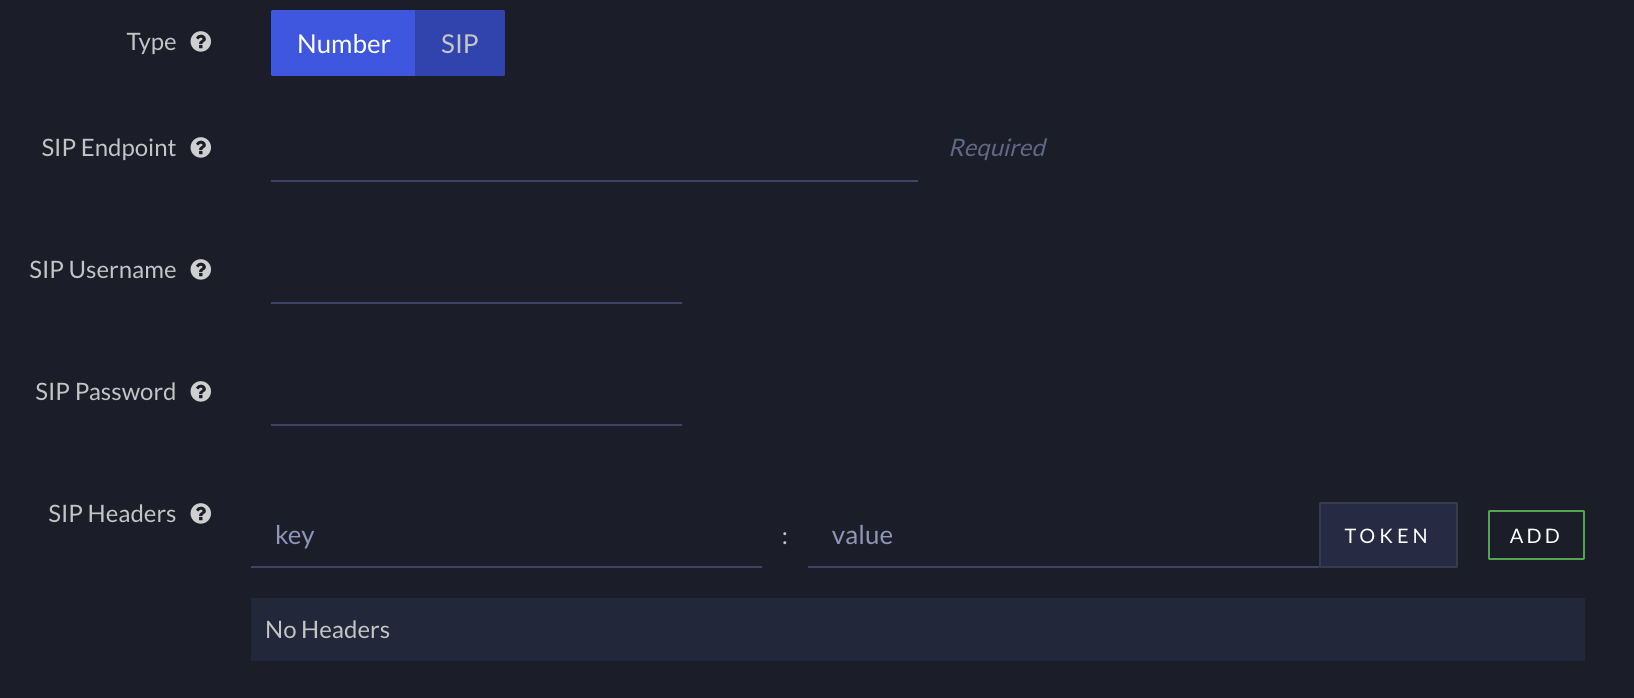 Type
Number SIP
SIP Endpoint
Required
SIP Username
SIP Password
SIP Headers
key : value TOKEN ADD
No Headers